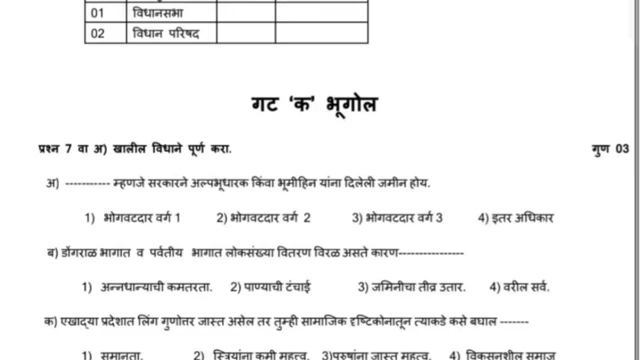 01 विधानसभा
02 विधान परिषद
गट ‘क’ भूगोल
प्रश्न 7 वा अ) खालील विधाने पूर्ण करा. गुण 03
अ) ----------- म्हणजे सरकारने अल्पभूधारक किंवा भूमीहिन यांना दिलेली जमीन होय.
1) भोगवटदार वर्ग 1 2) भोगवटदार वर्ग 2 3) भोगवटदार वर्ग 3 4) इतर अधिकार
ब) डोंगराळ भागात व पर्वतीय भागात लोकसंख्या वितरण विरळ असते कारण----------------
1) अन्नधान्याची कमतरता. 2) पाण्याची टंचाई 3) जमिनीचा तीव्र उतार. 4) वरील सर्व.
क) एखाद्या प्रदेशात लिंग गुणोत्तर जास्त असेल तर तुम्ही सामाजिक दृष्टिकोनातून त्याकडे कसे बघाल -------
1) समानता. 2) स्त्रियांना कमी महत्व. 3)पुरुषांना जास्त महत्व. 4) विकसनशील समाज